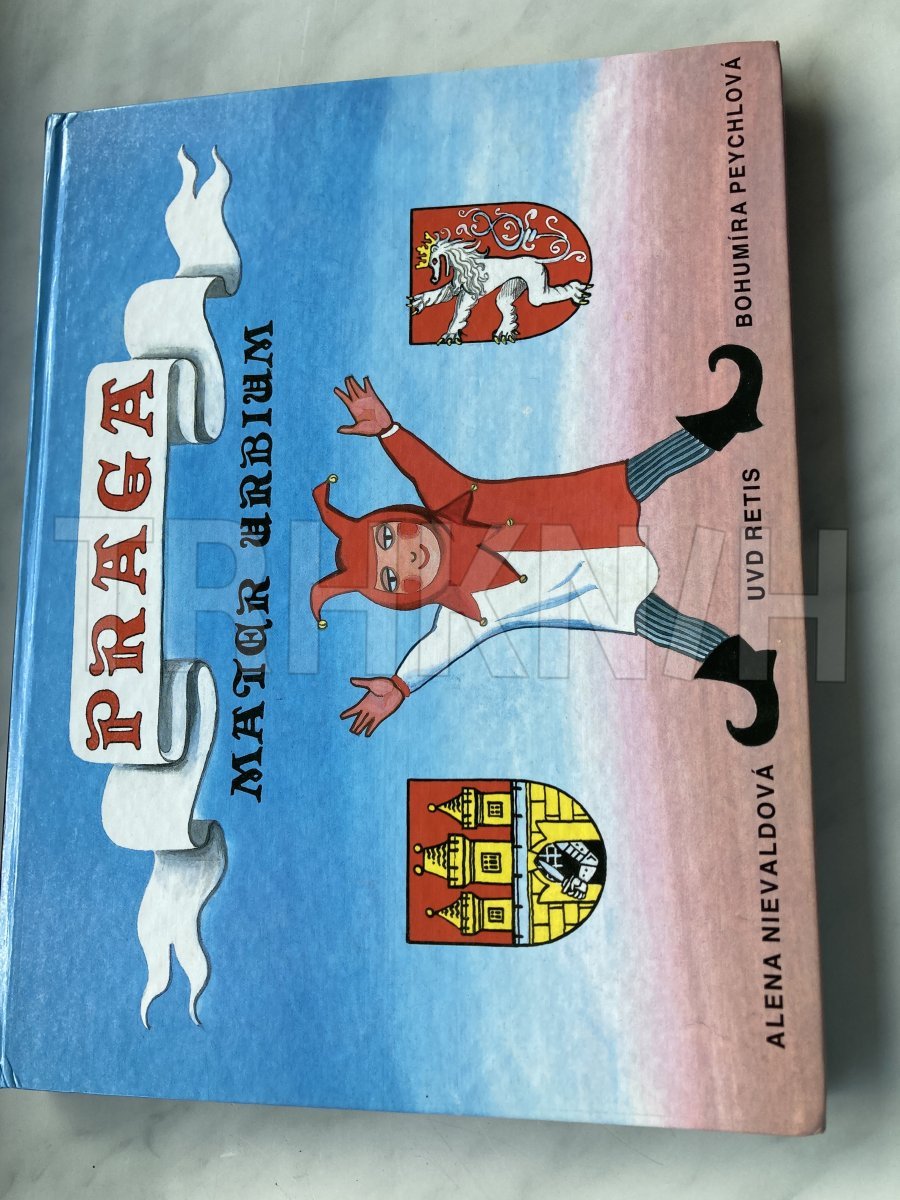 PRAGA
MATER URBIUM
ALENA NIEVALDOVÁ
UVD RETIS
BOHUMÍRA PEYCHLOVÁ
TRHKNIH